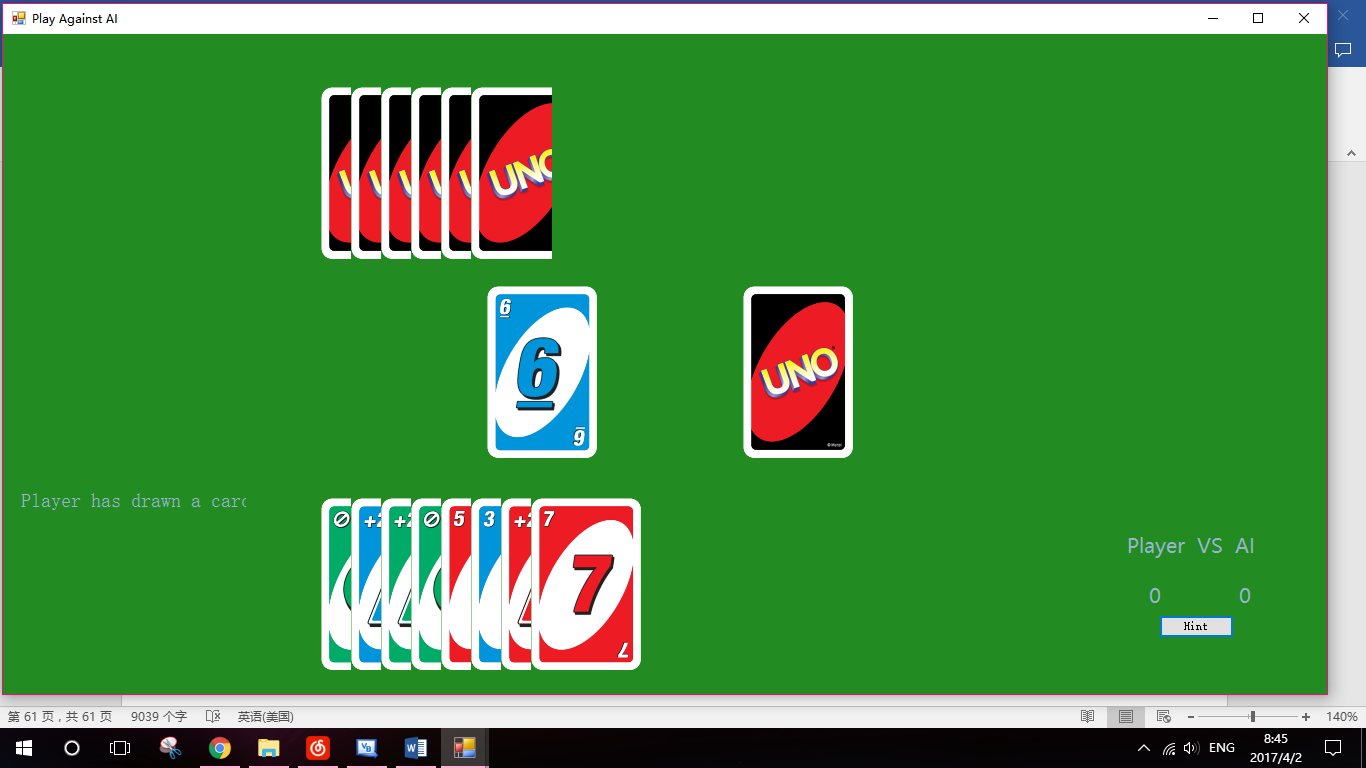 Play Against AI
UNO
6
6
6
UNO
©Mattel
Player has drawn a card
+2
+2
5
3
+2
7
7
7
Player VS AI
0 0
Hint
第 61 页，共 61 页 9039 个字 英语(美国) 140%
ENG
8:45
2017/4/2